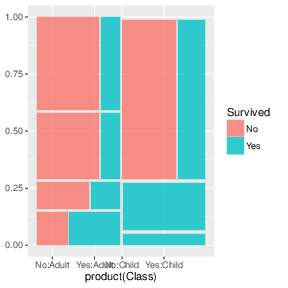 1.00
0.75
0.50
0.25
0.00
No:Adult Yes:Adult No:Child Yes:Child
product(Class)
Survived
No
Yes